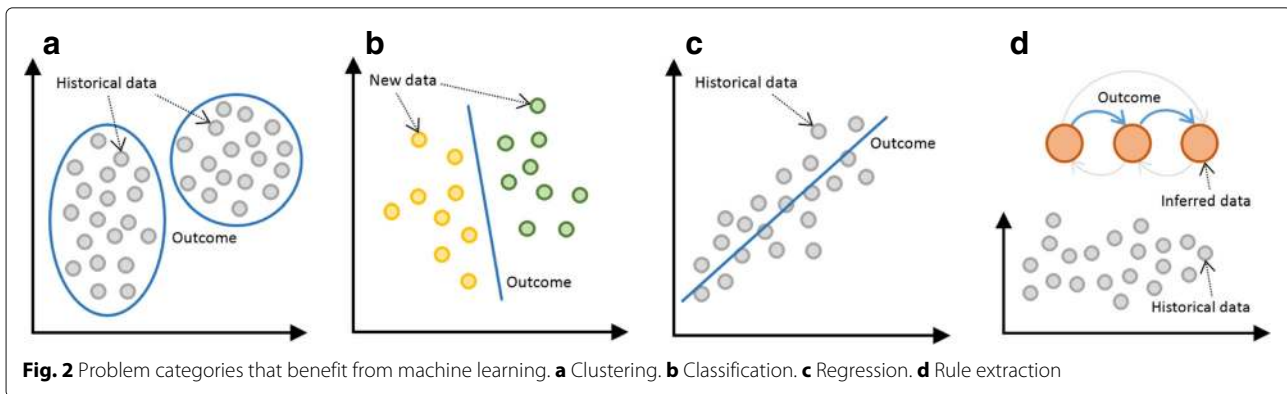 a
Historical data
Outcome
b
New data
Outcome
c
Historical data
Outcome
d
Outcome
Inferred data
Historical data
Fig. 2 Problem categories that benefit from machine learning. a Clustering. b Classification. c Regression. d Rule extraction